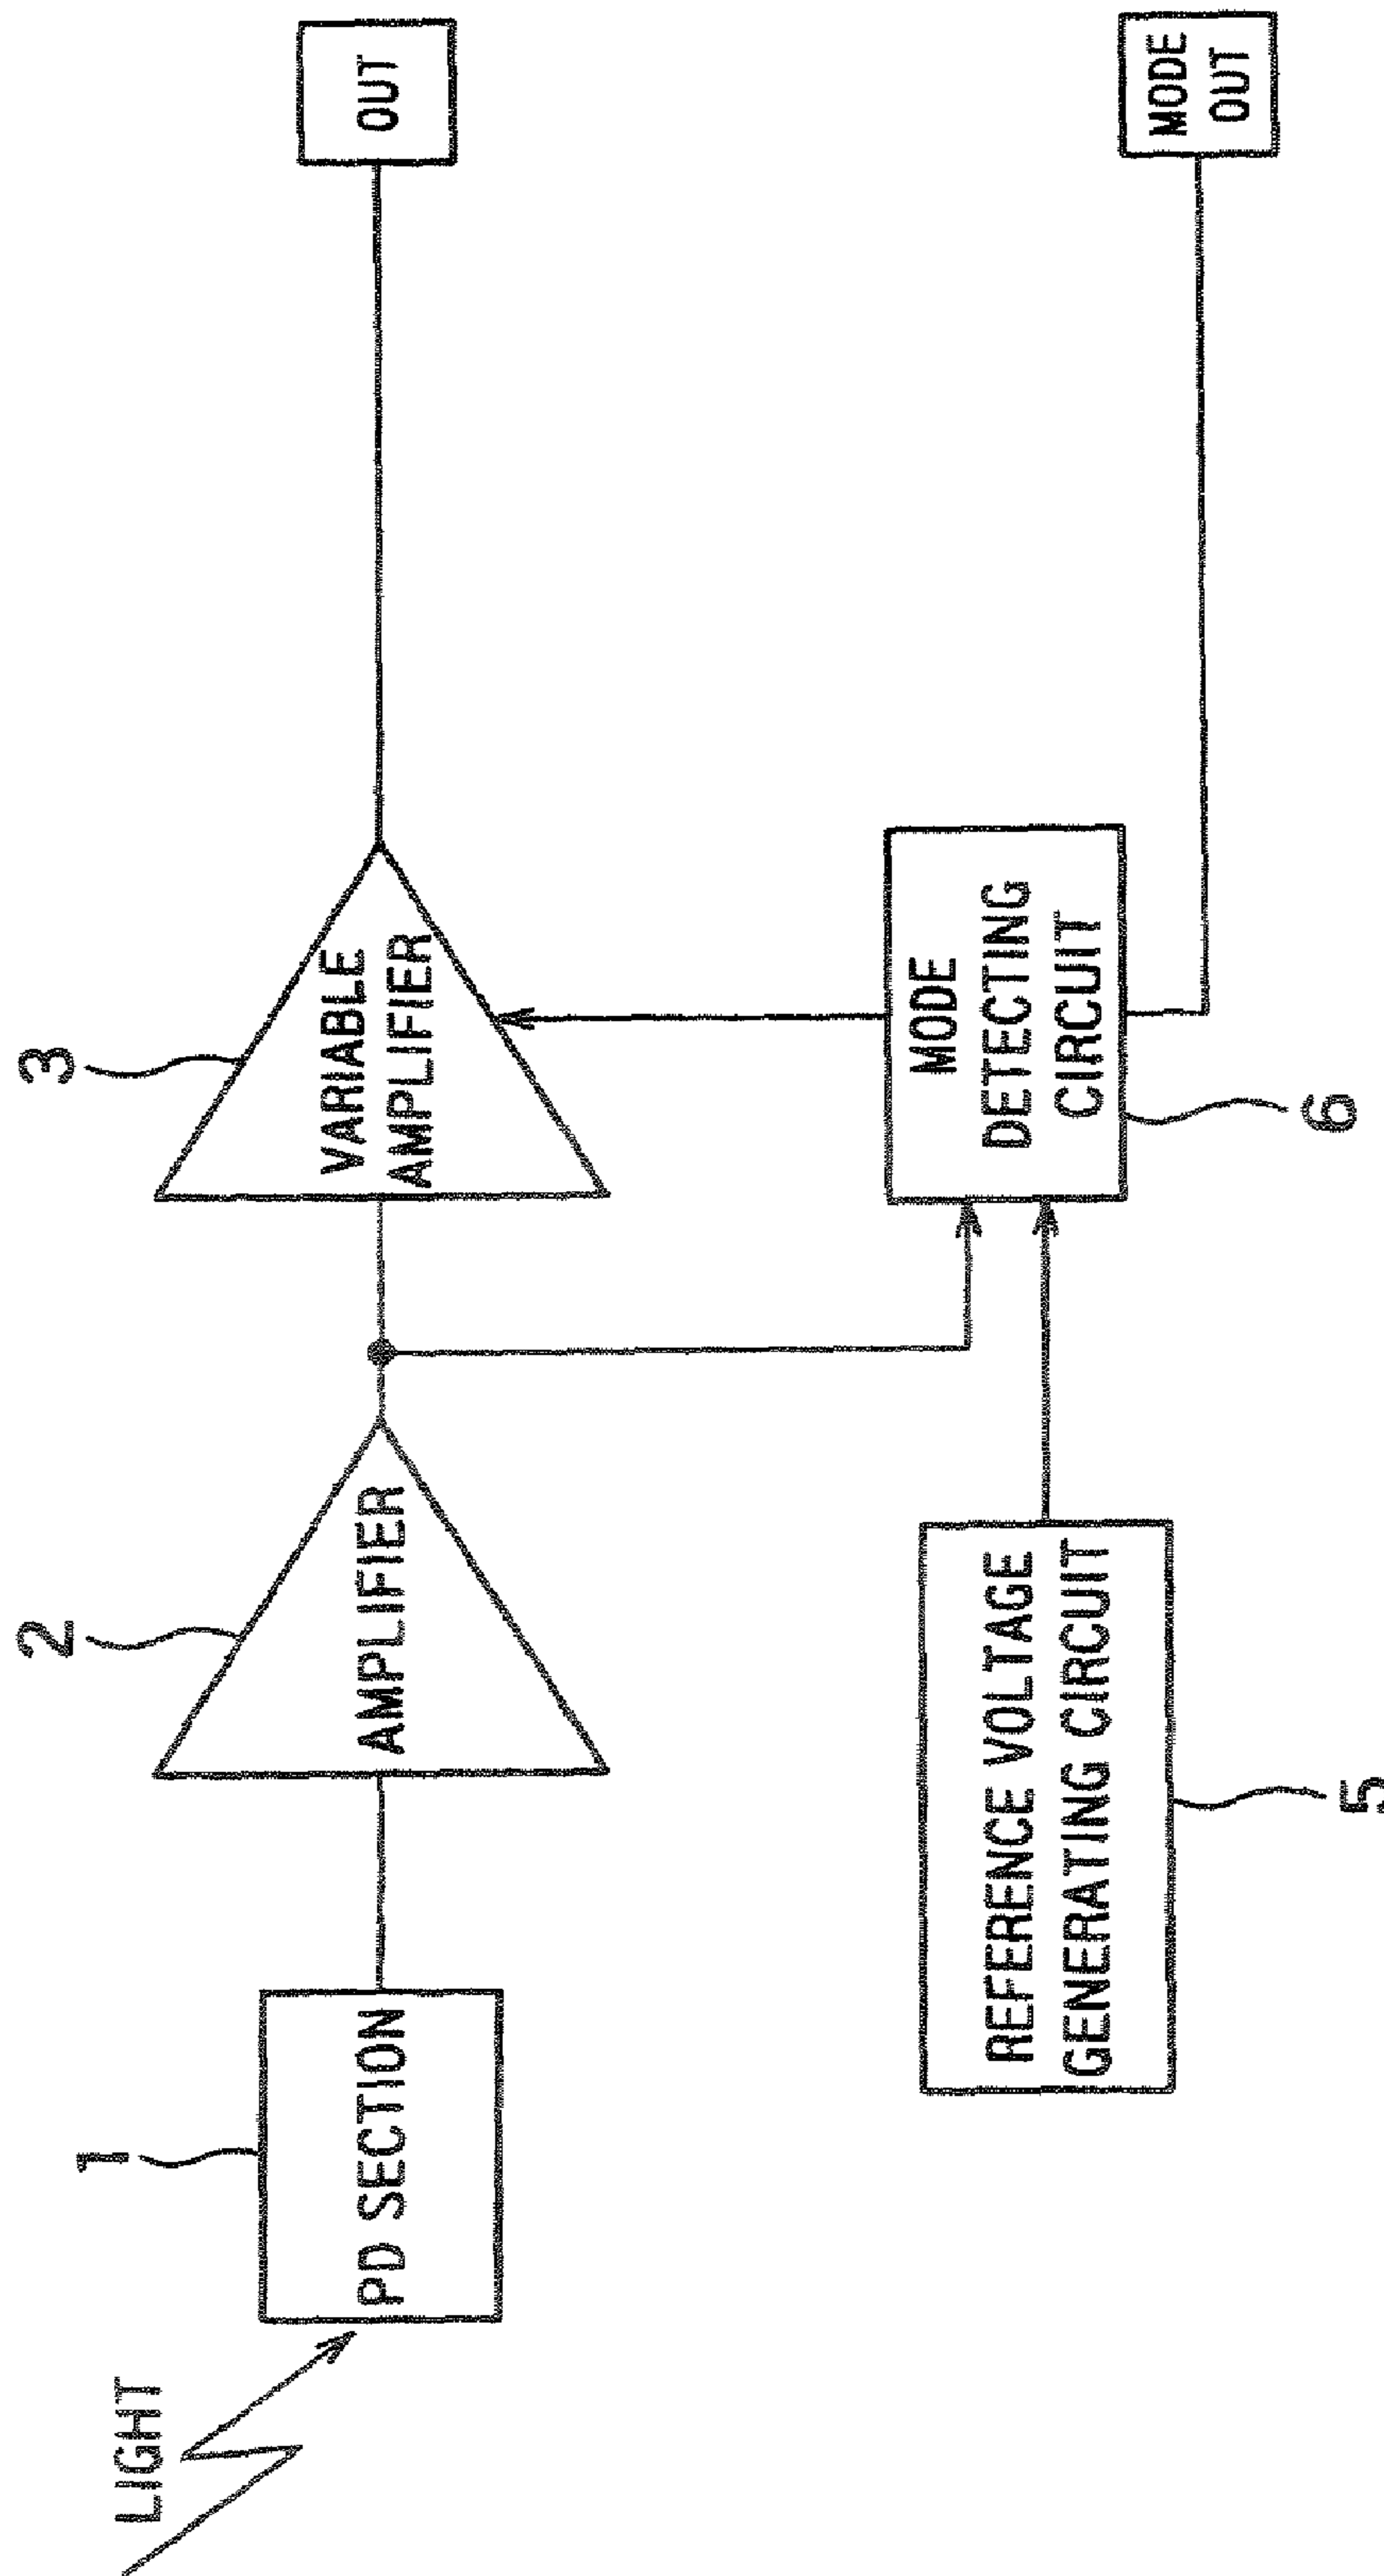 LIGHT
1
PD SECTION
2
AMPLIFIER
3
VARIABLE
AMPLIFIER
OUT
REFERENCE VOLTAGE
GENERATING CIRCUIT
5
MODE
DETECTING
CIRCUIT
6
MODE
OUT